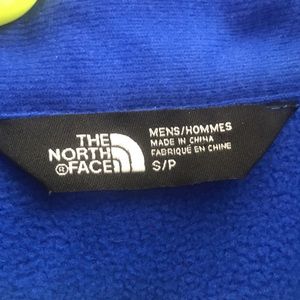 THE
NORTH
®FACE
MENS/HOMMES
MADE IN CHINA
FABRIQUÉ EN CHINE
S/P